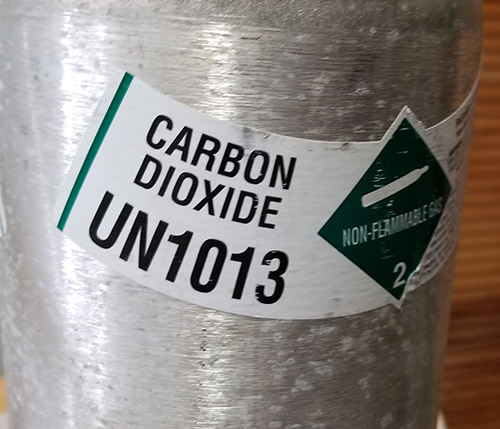 CARBON
DIOXIDE
UN1013
NON-FLAMMABLE GAS
2